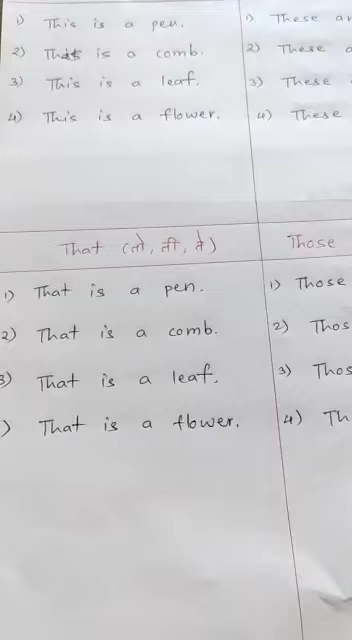 1) This is a pen.
2) That is a comb.
3) This is a leaf.
4) This is a flower.
1) These
2) These
3) These
4) These
That (तो, ती, ते)
1) That is a pen.
2) That is a comb.
3) That is a leaf.
) That is a flower.
Those
1) Those
2) Thos
3) Thos
4) Th